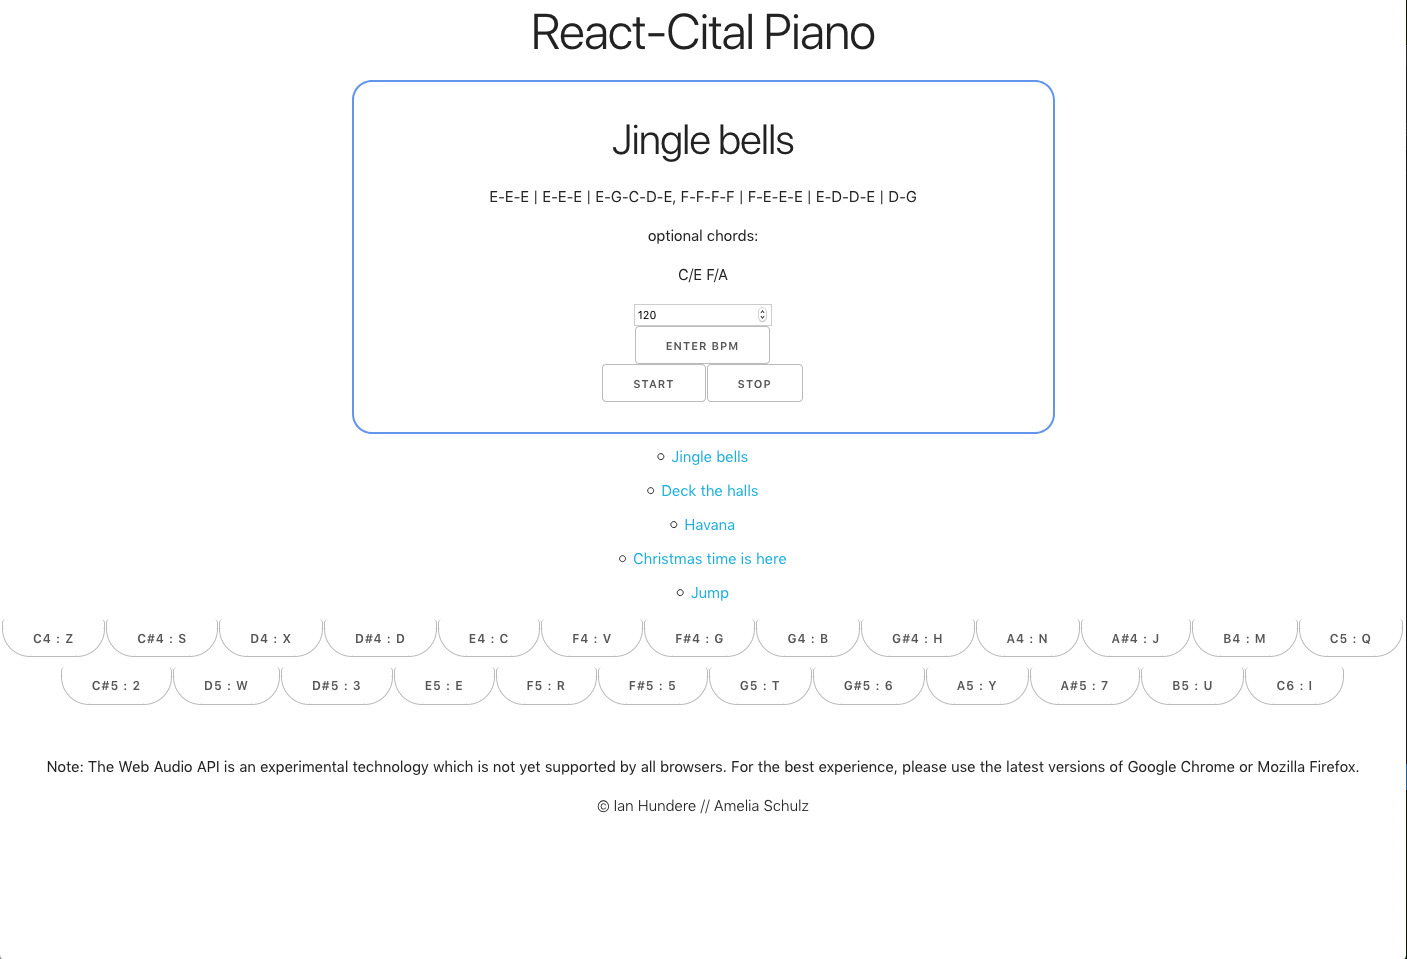 React-Cital Piano
Jingle bells
E-E-E | E-E-E | E-G-C-D-E, F-F-F-F | F-E-E-E | E-D-D-E | D-G
optional chords:
C/E F/A
120
ENTER BPM
START STOP
Jingle bells
Deck the halls
Havana
Christmas time is here
Jump
C4 : Z C#4 : S D4 : X D#4 : D E4 : C F4 : V F#4 : G G4 : B G#4 : H A4 : N A#4 : J B4 : M C5 : Q
C#5 : 2 D5 : W D#5 : 3 E5 : E F5 : R F#5 : 5 G5 : T G#5 : 6 A5 : Y A#5 : 7 B5 : U C6 : I
Note: The Web Audio API is an experimental technology which is not yet supported by all browsers. For the best experience, please use the latest versions of Google Chrome or Mozilla Firefox.
© Ian Hundere // Amelia Schulz